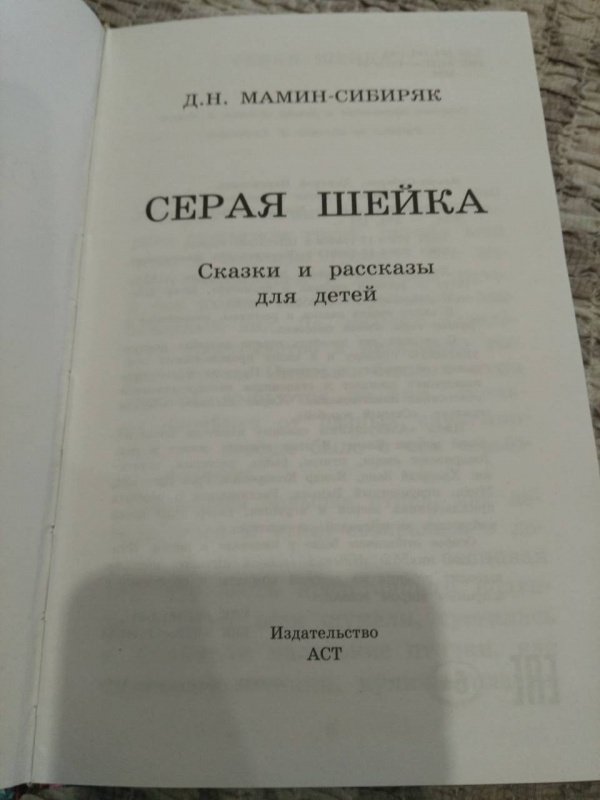 Д.Н. МАМИН-СИБИРЯК
СЕРАЯ ШЕЙКА
Сказки и рассказы
для детей
Издательство
АСТ